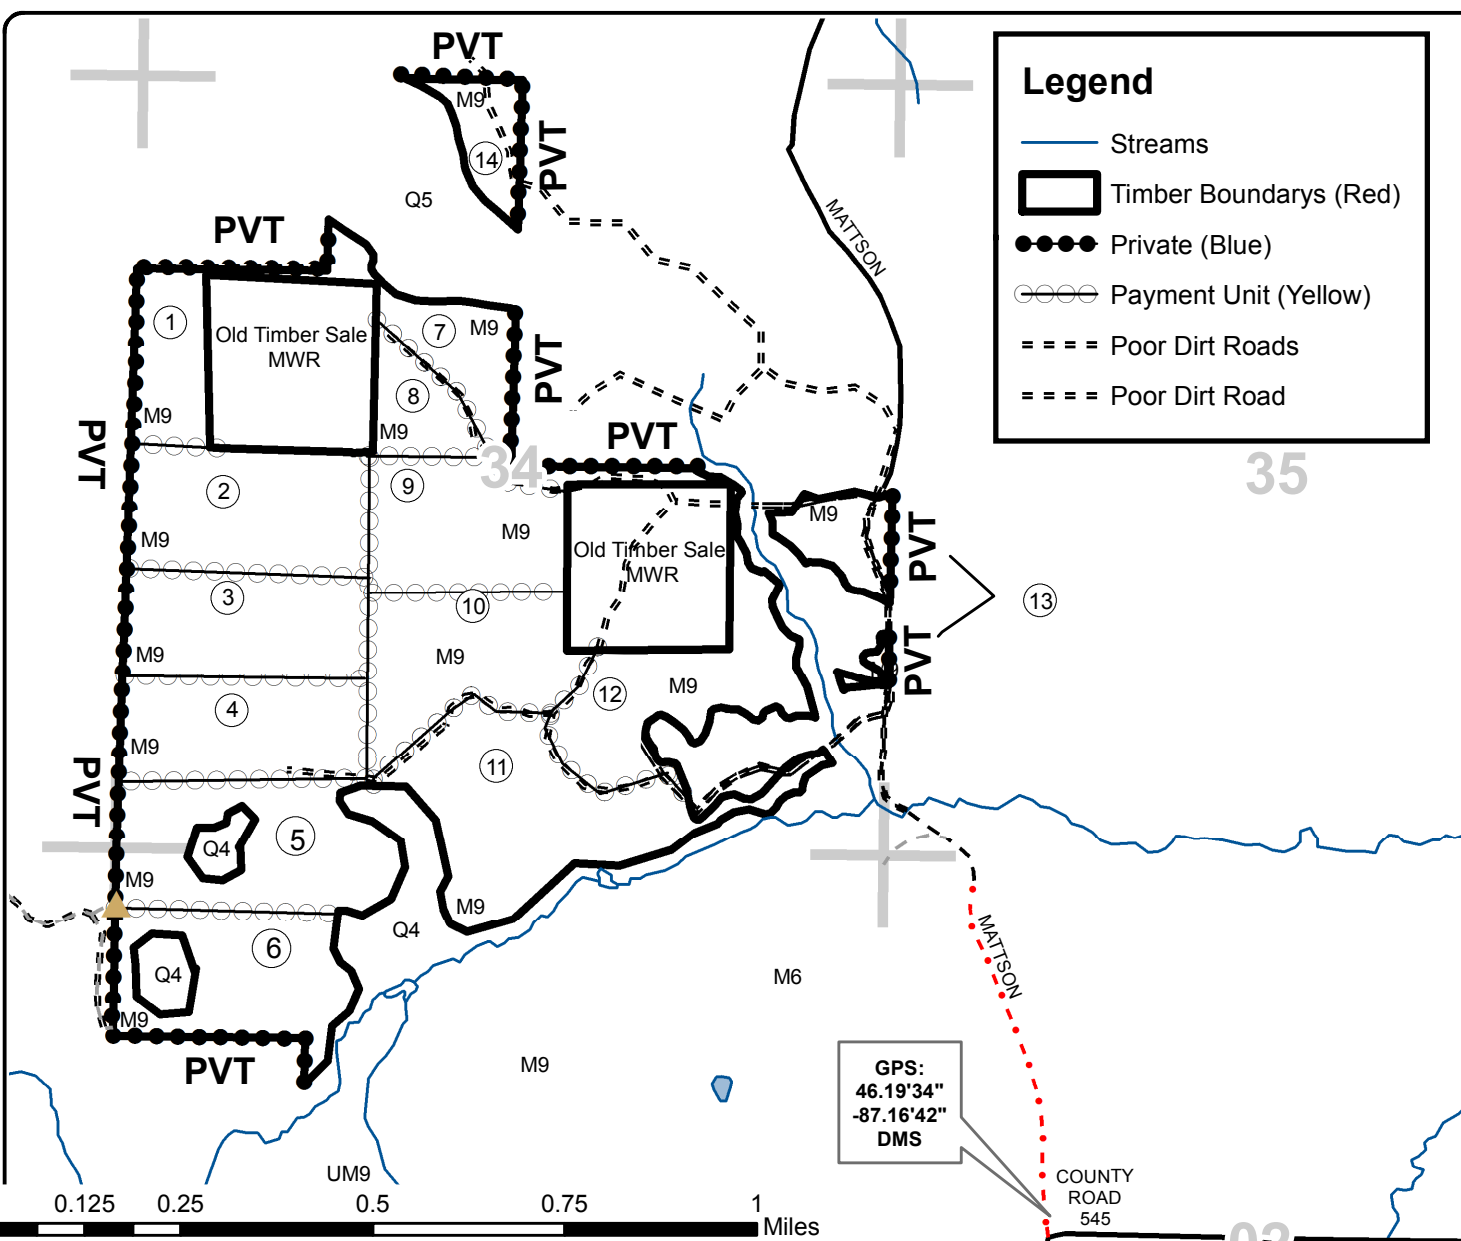 PVT
M9
14
PVT
Q5
PVT
MATTSON
Legend
Streams
Timber Boundarys (Red)
Private (Blue)
Payment Unit (Yellow)
Poor Dirt Roads
Poor Dirt Road
1
Old Timber Sale
MWR
7
M9
PVT
8
M9
M9
PVT
PVT
34
35
2
9
M9
M9
Old Timber Sale
MWR
M9
PVT
13
3
10
M9
M9
M9
12
PVT
4
M9
11
PVT
5
Q4
M9
M9
Q4
6
Q4
M9
PVT
M6
MATTSON
M9
GPS:
46.19'34"
-87.16'42"
DMS
UM9
COUNTY
ROAD
545
0.125
0.25
0.5
0.75
1
Miles